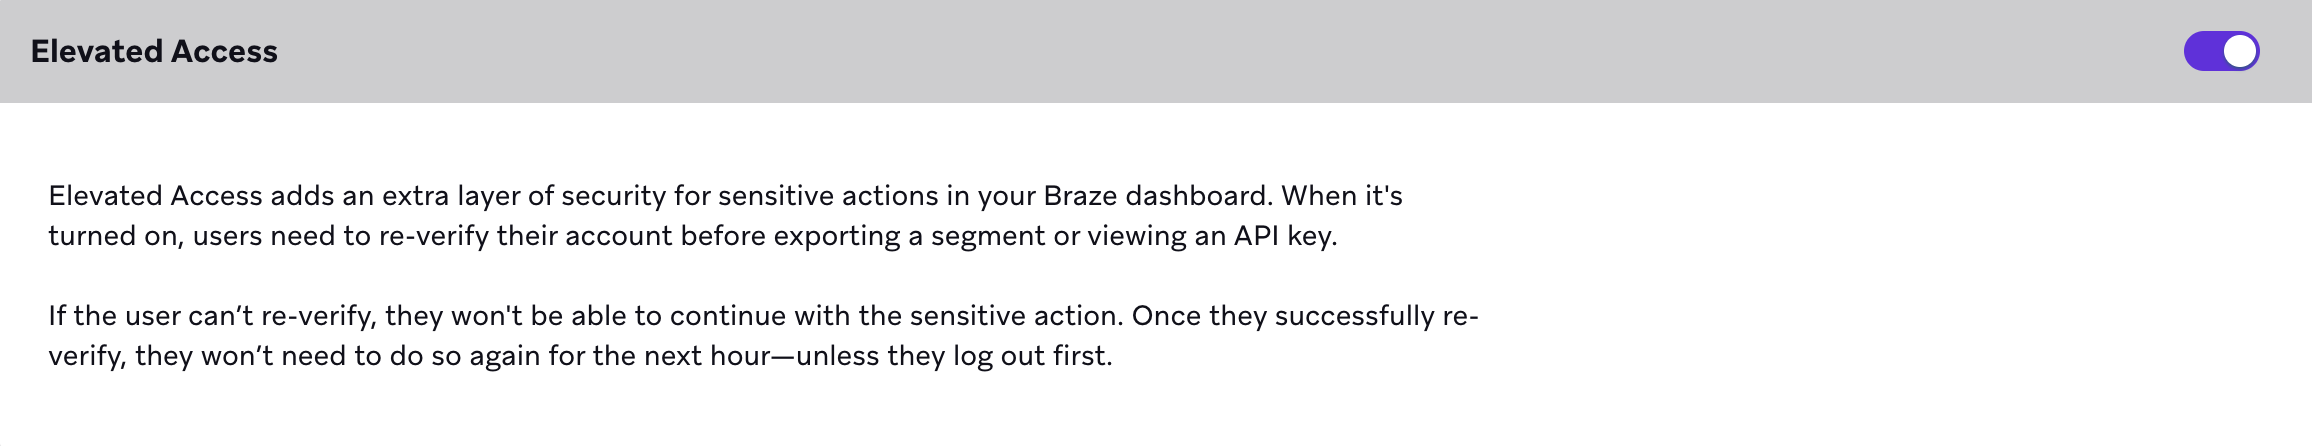 Elevated Access
Elevated Access adds an extra layer of security for sensitive actions in your Braze dashboard. When it's
turned on, users need to re-verify their account before exporting a segment or viewing an API key.
If the user can’t re-verify, they won't be able to continue with the sensitive action. Once they successfully re-
verify, they won’t need to do so again for the next hour—unless they log out first.